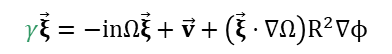 γξ⃗ = −inΩξ⃗ + v⃗ + (ξ⃗ · ∇Ω)R²∇ϕ